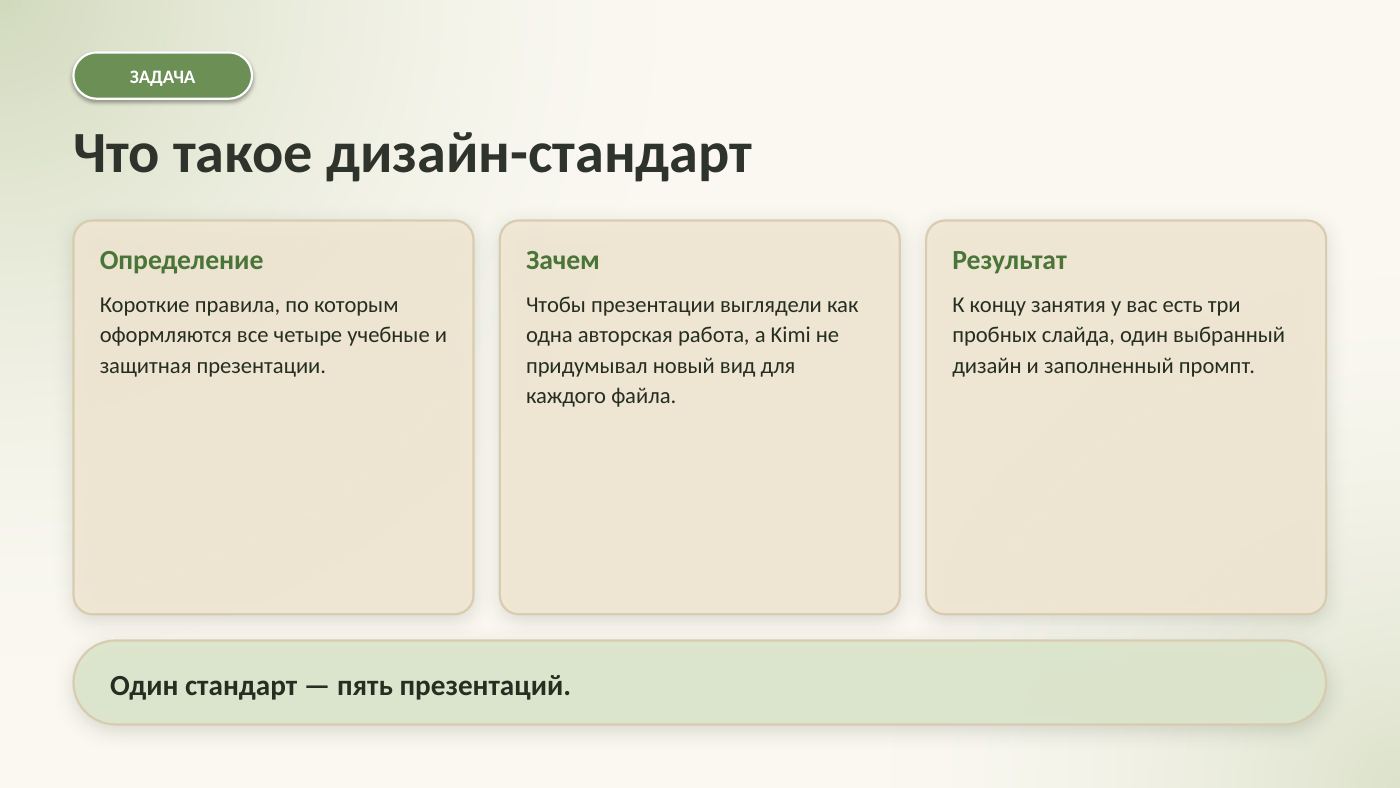 ЗАДАЧА
Что такое дизайн-стандарт
Определение
Короткие правила, по которым
оформляются все четыре учебные и
защитная презентации.
Зачем
Чтобы презентации выглядели как
одна авторская работа, а Kimi не
придумывал новый вид для
каждого файла.
Результат
К концу занятия у вас есть три
пробных слайда, один выбранный
дизайн и заполненный промпт.
Один стандарт — пять презентаций.